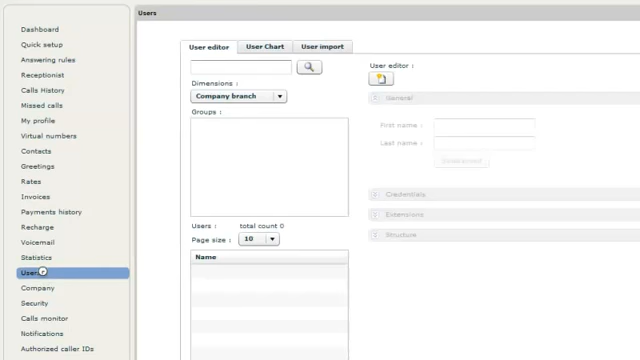 Users
Dashboard
Quick setup
Answering rules
Receptionist
Calls History
Missed calls
My profile
Virtual numbers
Contacts
Greetings
Rates
Invoices
Payments history
Recharge
Voicemail
Statistics
Users
Company
Security
Calls monitor
Notifications
Authorized caller IDs
User editor
User Chart
User import
Dimensions :
Company branch
Groups :
Users : total count 0
Page size : 10
Name
User editor :
General
First name :
Last name :
Credentials
Extensions
Structure